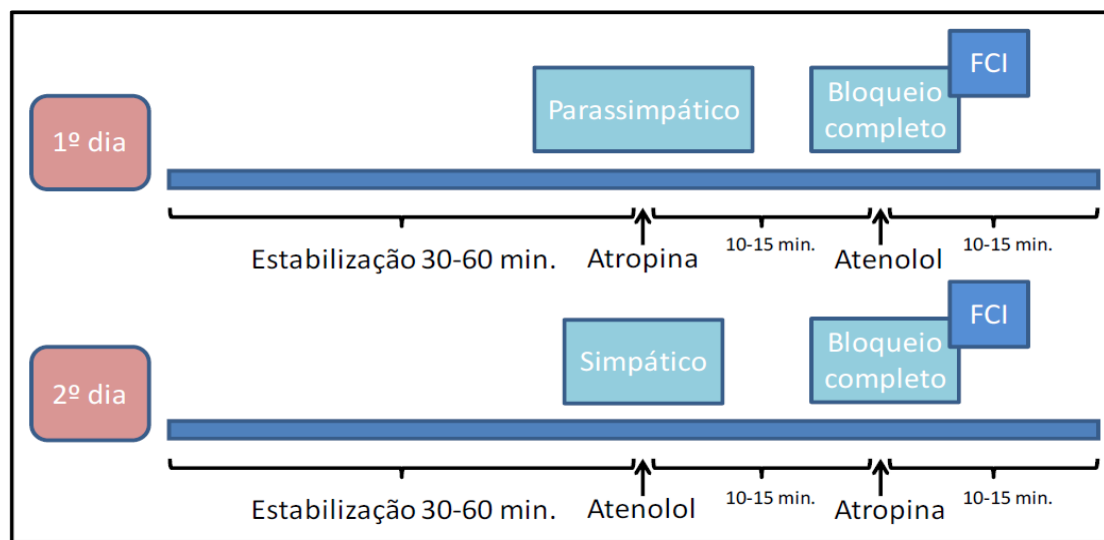 FCI
Parassimpático
Bloqueio
completo
1º dia
10-15 min.
10-15 min.
Estabilização 30-60 min.
Atropina
Atenolol
FCI
Simpático
Bloqueio
completo
2º dia
10-15 min.
10-15 min.
Estabilização 30-60 min.
Atenolol
Atropina